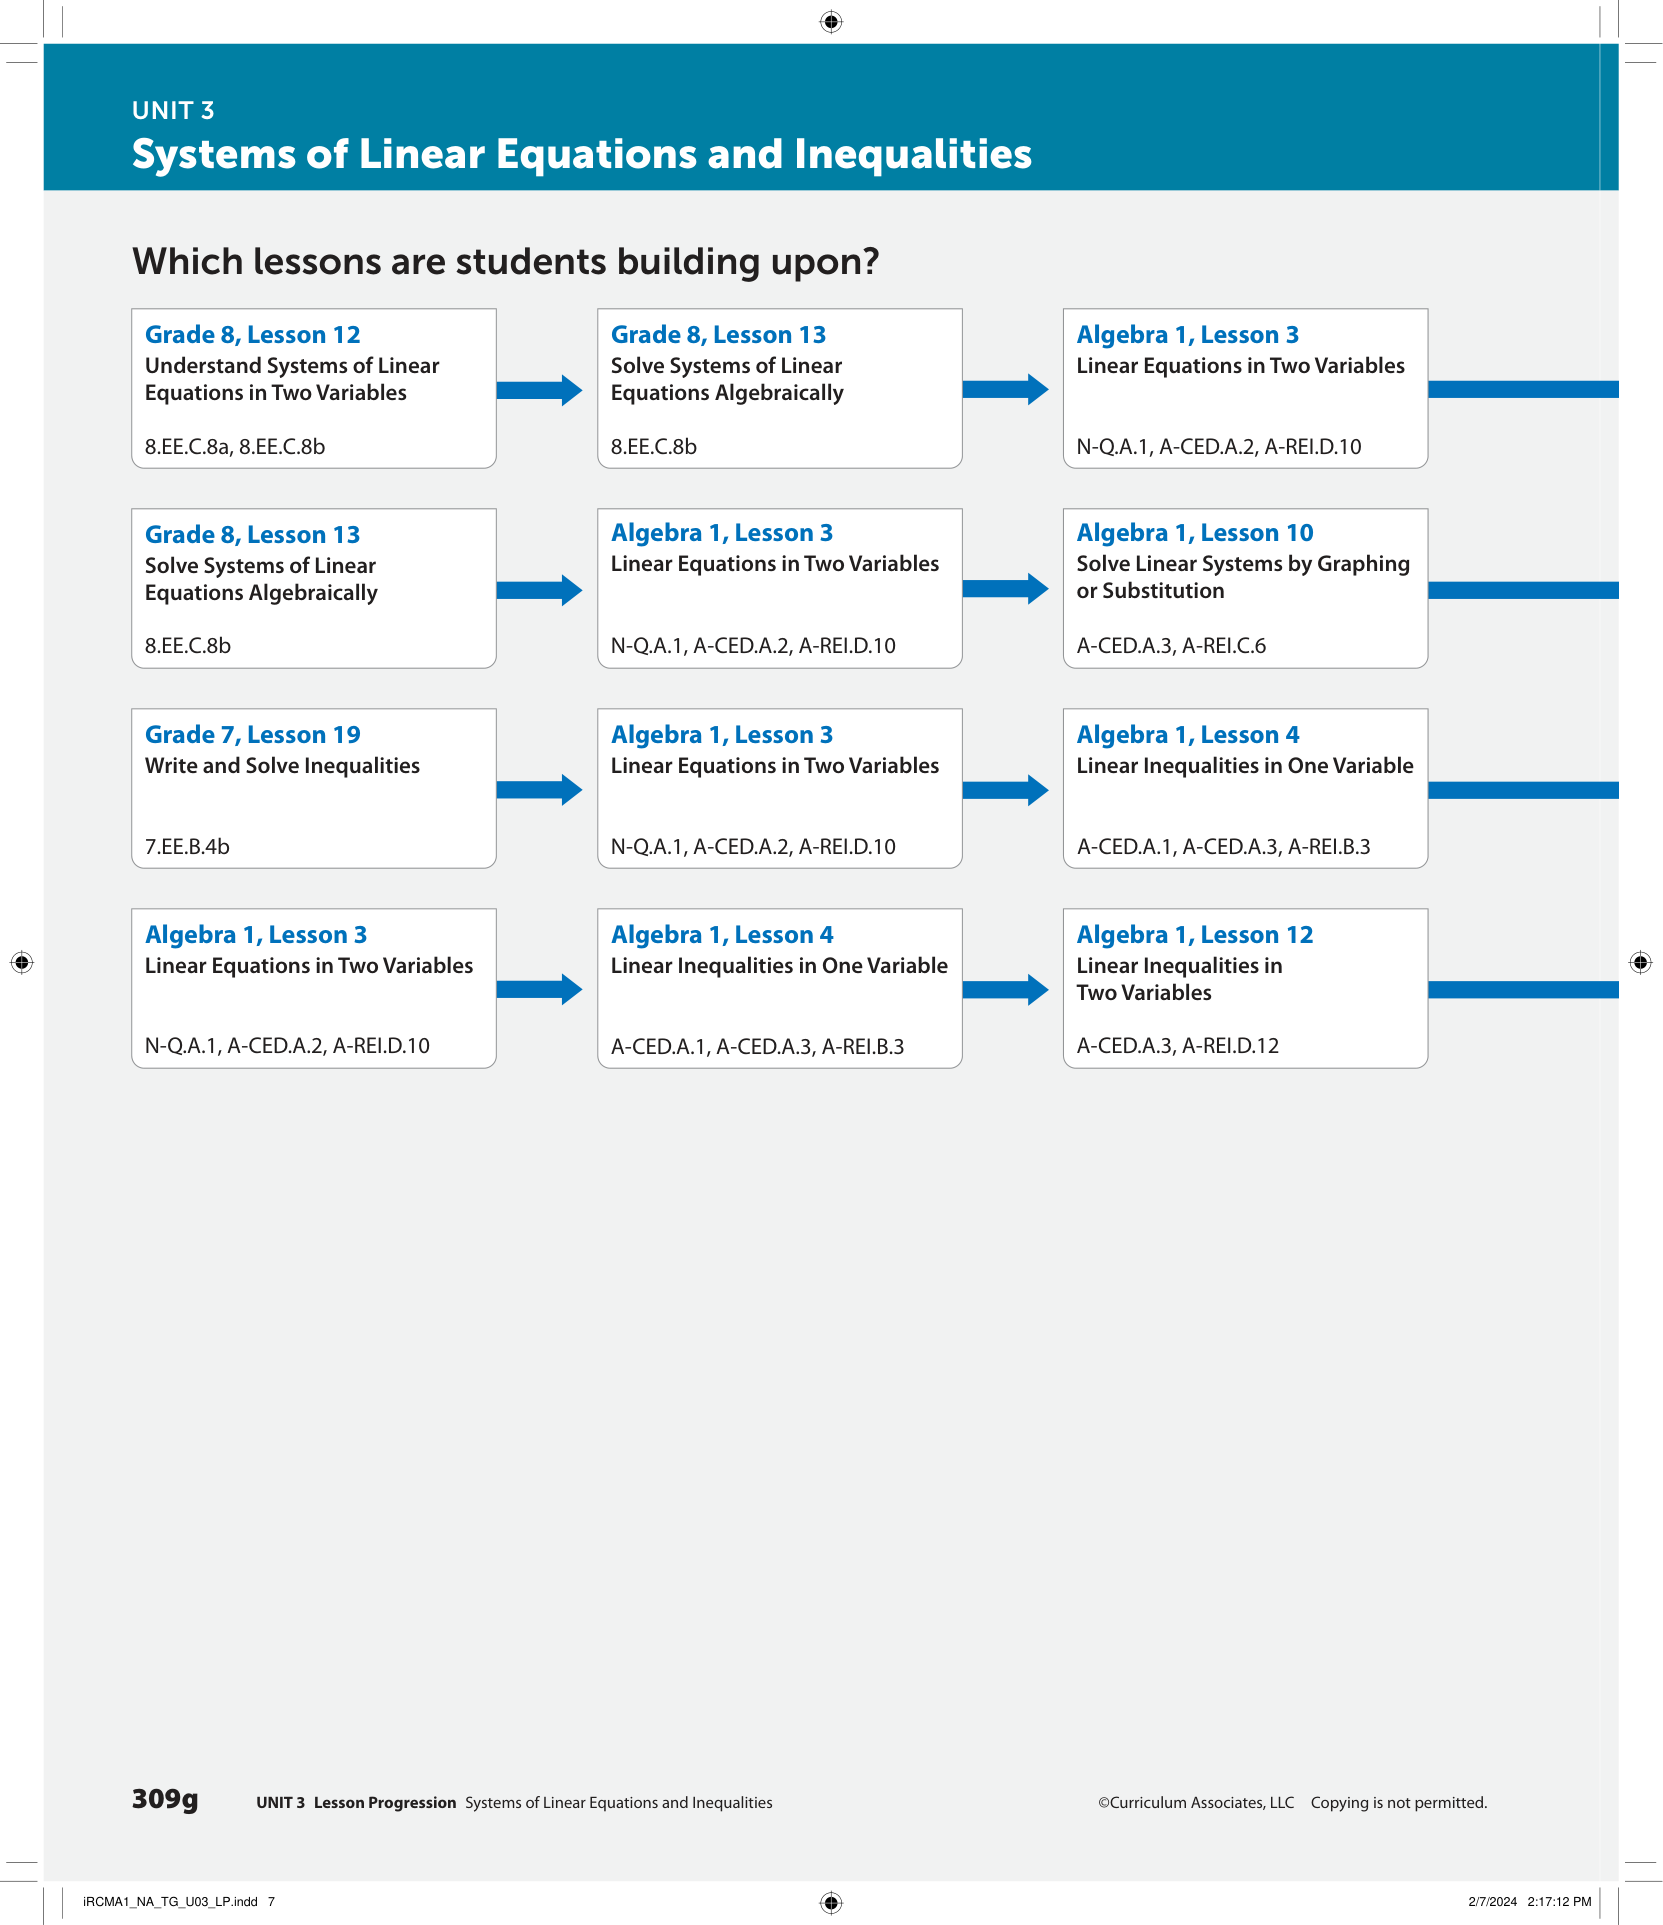 UNIT 3
Systems of Linear Equations and Inequalities
Which lessons are students building upon?
Grade 8, Lesson 12
Understand Systems of Linear
Equations in Two Variables
8.EE.C.8a, 8.EE.C.8b
Grade 8, Lesson 13
Solve Systems of Linear
Equations Algebraically
8.EE.C.8b
Algebra 1, Lesson 3
Linear Equations in Two Variables
N-Q.A.1, A-CED.A.2, A-REI.D.10
Grade 8, Lesson 13
Solve Systems of Linear
Equations Algebraically
8.EE.C.8b
Algebra 1, Lesson 3
Linear Equations in Two Variables
N-Q.A.1, A-CED.A.2, A-REI.D.10
Algebra 1, Lesson 10
Solve Linear Systems by Graphing
or Substitution
A-CED.A.3, A-REI.C.6
Grade 7, Lesson 19
Write and Solve Inequalities
7.EE.B.4b
Algebra 1, Lesson 3
Linear Equations in Two Variables
N-Q.A.1, A-CED.A.2, A-REI.D.10
Algebra 1, Lesson 4
Linear Inequalities in One Variable
A-CED.A.1, A-CED.A.3, A-REI.B.3
Algebra 1, Lesson 3
Linear Equations in Two Variables
N-Q.A.1, A-CED.A.2, A-REI.D.10
Algebra 1, Lesson 4
Linear Inequalities in One Variable
A-CED.A.1, A-CED.A.3, A-REI.B.3
Algebra 1, Lesson 12
Linear Inequalities in
Two Variables
A-CED.A.3, A-REI.D.12
309g UNIT 3 Lesson Progression Systems of Linear Equations and Inequalities ©Curriculum Associates, LLC Copying is not permitted.
iRCMA1_NA_TG_U03_LP.indd 7 2/7/2024 2:17:12 PM